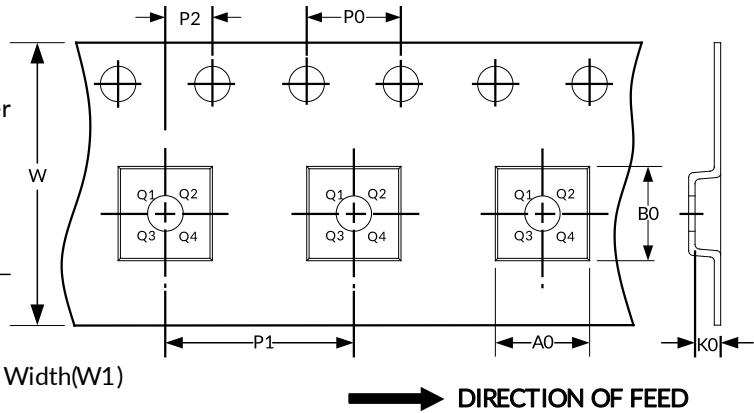 P2
P0
er
W
Q1 Q2
Q3 Q4
Q1 Q2
Q3 Q4
Q1 Q2
Q3 Q4
B0
P1
A0
K0
Width(W1)
DIRECTION OF FEED